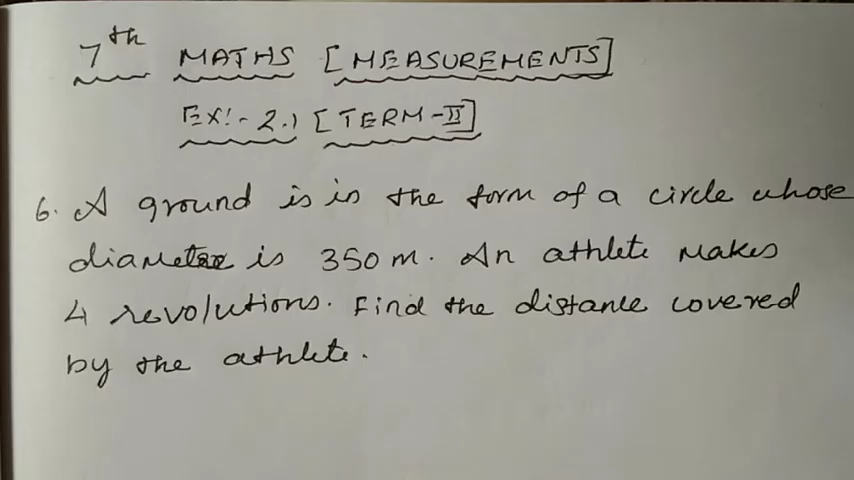 7th MATHS [MEASUREMENTS]
Ex:- 2.1 [TERM-II]
6. A ground is in the form of a circle whose
diameter is 350 m. An athlete makes
4 revolutions. Find the distance covered
by the athlete.